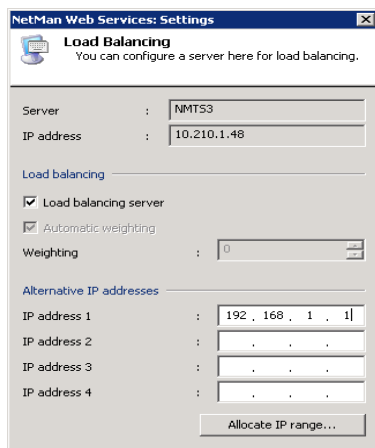 NetMan Web Services: Settings
Load Balancing
You can configure a server here for load balancing.
Server : NMTS3
IP address : 10.210.1.48
Load balancing
Load balancing server
Automatic weighting
Weighting : 0
Alternative IP addresses
IP address 1 : 192 . 168 . 1 . 1
IP address 2 : . . .
IP address 3 : . . .
IP address 4 : . . .
Allocate IP range...